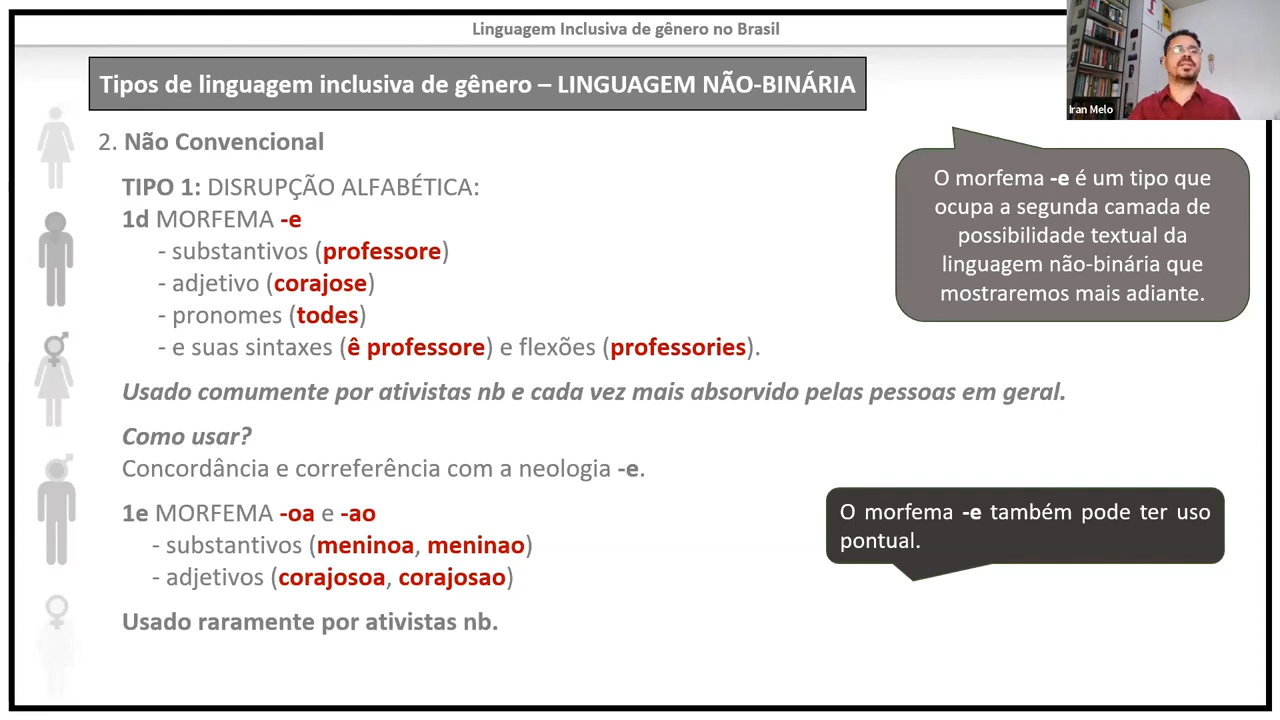 Linguagem Inclusiva de gênero no Brasil
Tipos de linguagem inclusiva de gênero – LINGUAGEM NÃO-BINÁRIA
Iran Melo
2. Não Convencional
TIPO 1: DISRUPÇÃO ALFABÉTICA:
1d MORFEMA -e
- substantivos (professore)
- adjetivo (corajose)
- pronomes (todes)
- e suas sintaxes (ê professore) e flexões (professories).
Usado comumente por ativistas nb e cada vez mais absorvido pelas pessoas em geral.
Como usar?
Concordância e correferência com a neologia -e.
1e MORFEMA -oa e -ao
- substantivos (meninoa, meninao)
- adjetivos (corajosoa, corajosao)
Usado raramente por ativistas nb.
O morfema -e é um tipo que
ocupa a segunda camada de
possibilidade textual da
linguagem não-binária que
mostraremos mais adiante.
O morfema -e também pode ter uso
pontual.